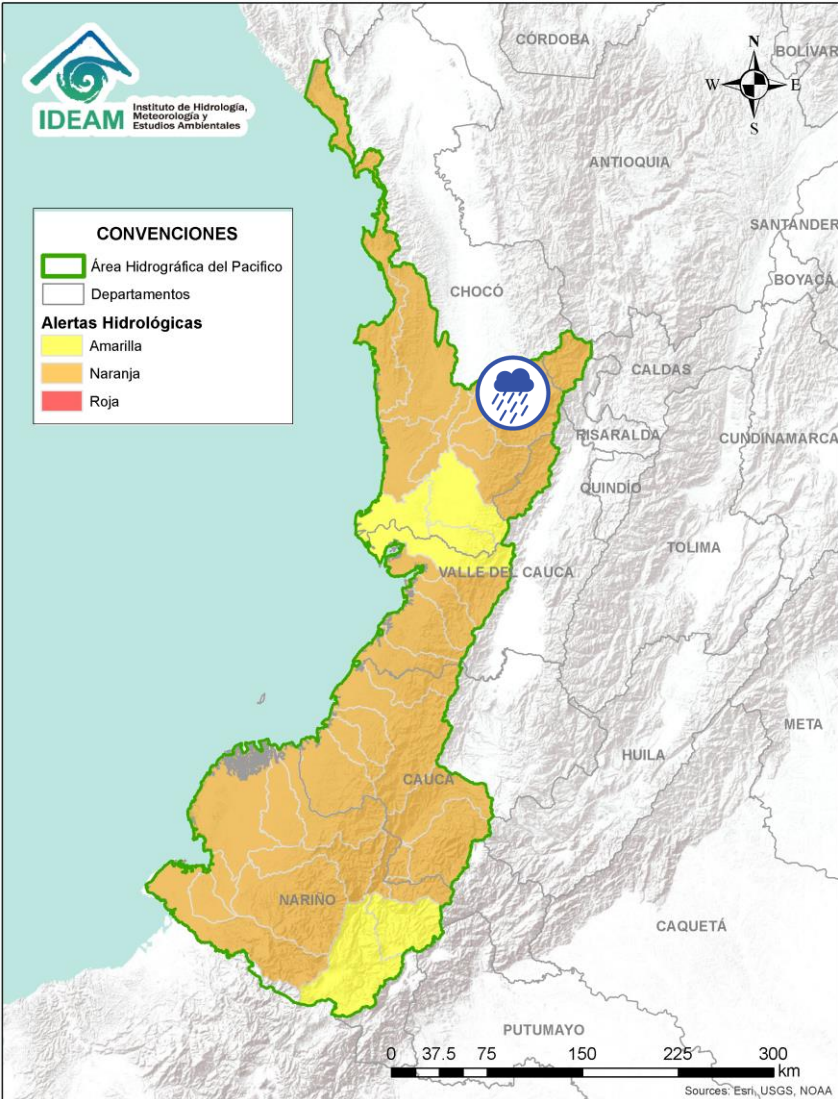 IDEAM
Instituto de Hidrología,
Meteorología y
Estudios Ambientales
CÓRDOBA
BOLÍVAR
N
W
E
S
ANTIOQUIA
SANTANDER
CONVENCIONES
Área Hidrográfica del Pacifico
Departamentos
Alertas Hidrológicas
Amarilla
Naranja
Roja
BOYACÁ
CHOCÓ
CALDAS
RISARALDA
CUNDINAMARCA
QUINDÍO
TOLIMA
VALLE DEL CAUCA
META
HUILA
CAUCA
NARIÑO
CAQUETÁ
PUTUMAYO
0 37.5 75 150 225 300
km
Sources: Esri, USGS, NOAA